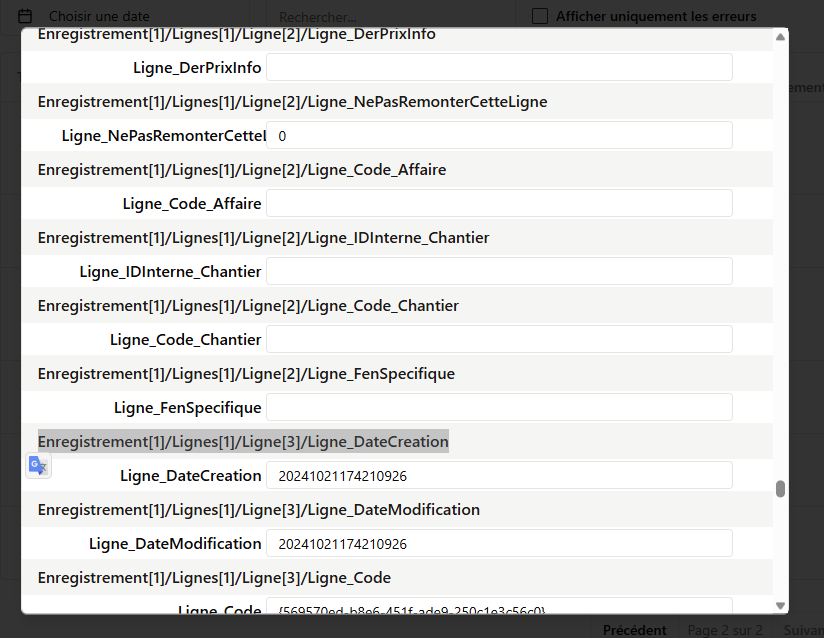 Choisir une date
Rechercher...
Afficher uniquement les erreurs
Enregistrement[1]/Lignes[1]/Ligne[2]/Ligne_DerPrixInfo
Ligne_DerPrixInfo
Enregistrement[1]/Lignes[1]/Ligne[2]/Ligne_NePasRemonterCetteLigne
Ligne_NePasRemonterCetteL 0
Enregistrement[1]/Lignes[1]/Ligne[2]/Ligne_Code_Affaire
Ligne_Code_Affaire
Enregistrement[1]/Lignes[1]/Ligne[2]/Ligne_IDInterne_Chantier
Ligne_IDInterne_Chantier
Enregistrement[1]/Lignes[1]/Ligne[2]/Ligne_Code_Chantier
Ligne_Code_Chantier
Enregistrement[1]/Lignes[1]/Ligne[2]/Ligne_FenSpecifique
Ligne_FenSpecifique
Enregistrement[1]/Lignes[1]/Ligne[3]/Ligne_DateCreation
Ligne_DateCreation 20241021174210926
Enregistrement[1]/Lignes[1]/Ligne[3]/Ligne_DateModification
Ligne_DateModification 20241021174210926
Enregistrement[1]/Lignes[1]/Ligne[3]/Ligne_Code
Ligne_Code {569570ed-b8e6-451f-ade9-250c1e3c56c0}
Précédent Page 2 sur 2 Suivan